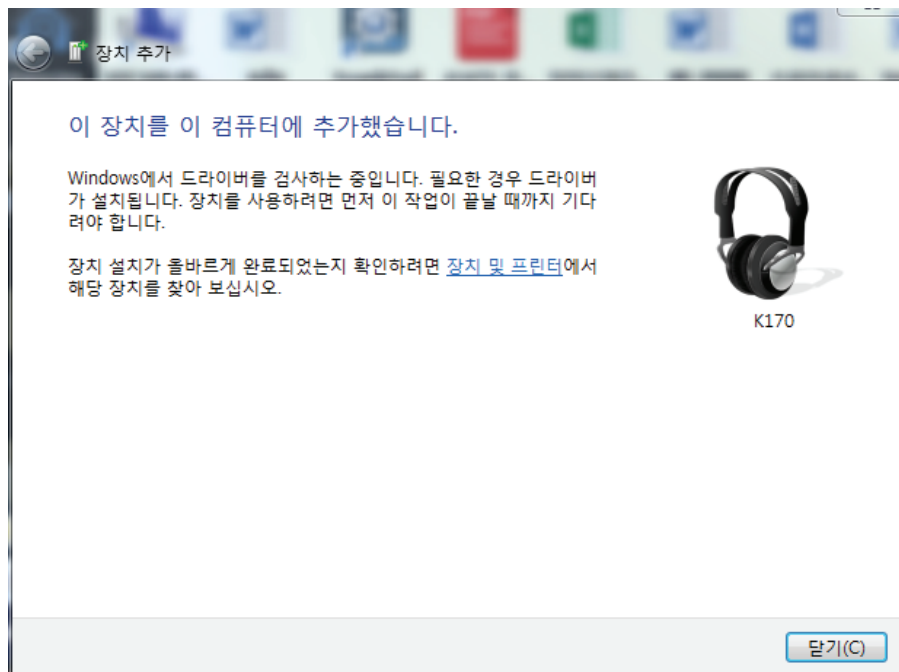 장치 추가
이 장치를 이 컴퓨터에 추가했습니다.
Windows에서 드라이버를 검사하는 중입니다. 필요한 경우 드라이버
가 설치됩니다. 장치를 사용하려면 먼저 이 작업이 끝날 때까지 기다
려야 합니다.
장치 설치가 올바르게 완료되었는지 확인하려면 장치 및 프린터에서
해당 장치를 찾아 보십시오.
K170
닫기(C)